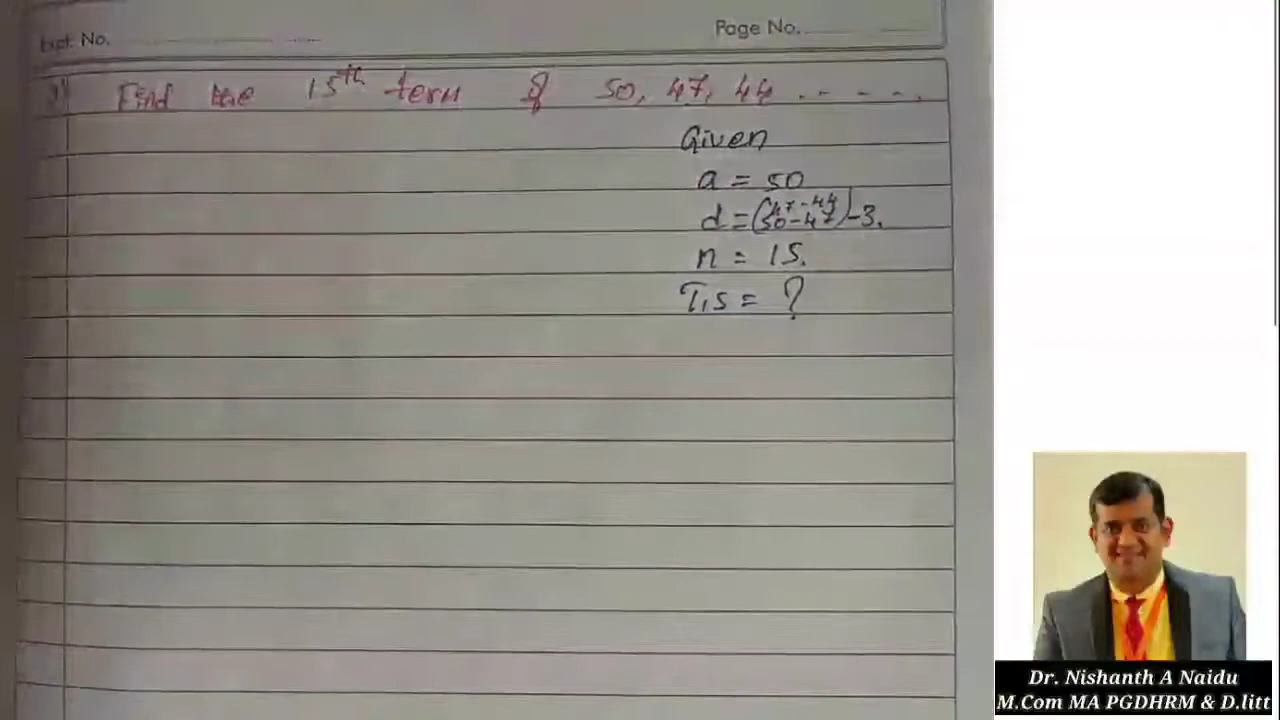 Expt. No.
Page No.
Find the 15th term of 50, 47, 44 ......
Given
a = 50
d = (47-44
50-47) -3.
n = 15.
T15 = ?
Dr. Nishanth A Naidu
M.Com MA PGDHRM & D.litt